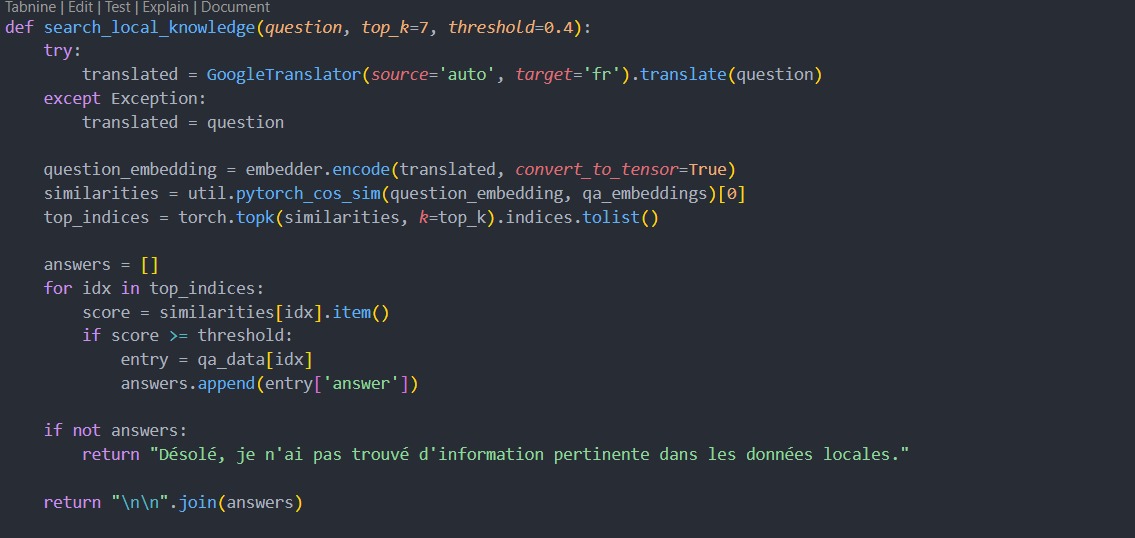 Tabnine | Edit | Test | Explain | Document
def search_local_knowledge(question, top_k=7, threshold=0.4):
    try:
        translated = GoogleTranslator(source='auto', target='fr').translate(question)
    except Exception:
        translated = question

    question_embedding = embedder.encode(translated, convert_to_tensor=True)
    similarities = util.pytorch_cos_sim(question_embedding, qa_embeddings)[0]
    top_indices = torch.topk(similarities, k=top_k).indices.tolist()

    answers = []
    for idx in top_indices:
        score = similarities[idx].item()
        if score >= threshold:
            entry = qa_data[idx]
            answers.append(entry['answer'])

    if not answers:
        return "Désolé, je n'ai pas trouvé d'information pertinente dans les données locales."

    return "\n\n".join(answers)